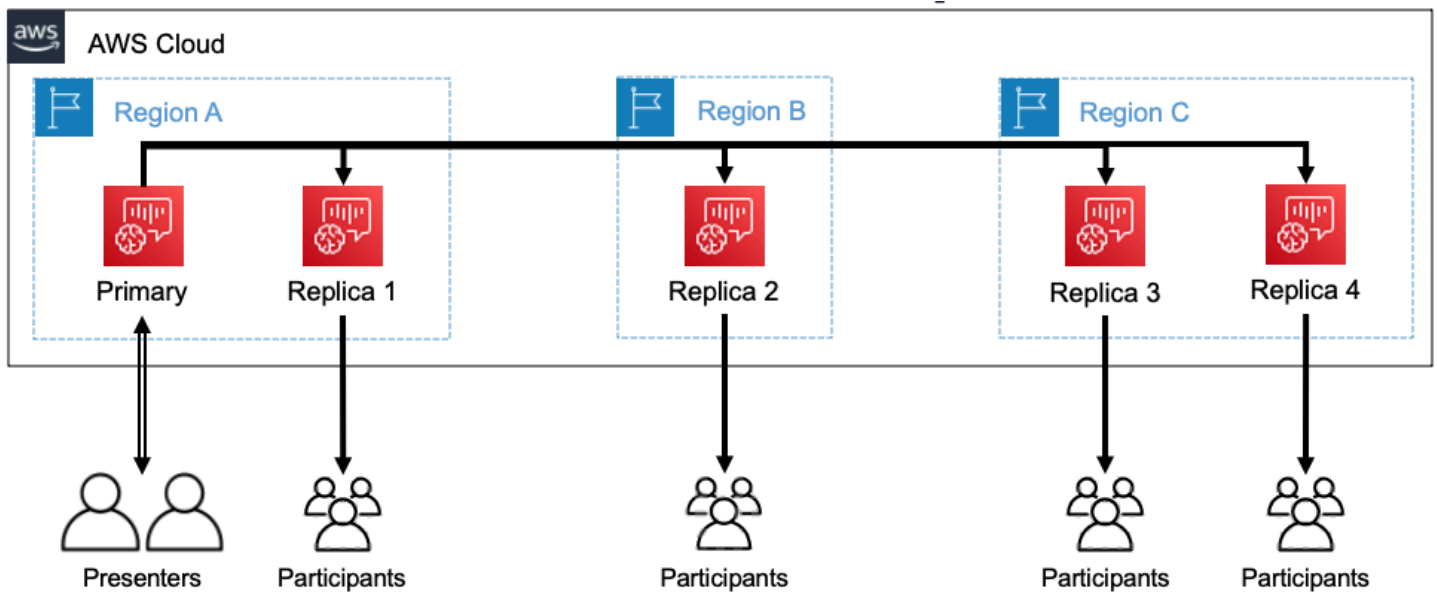 aws
AWS Cloud
Region A
Region B
Region C
Primary
Replica 1
Replica 2
Replica 3
Replica 4
Presenters
Participants
Participants
Participants
Participants